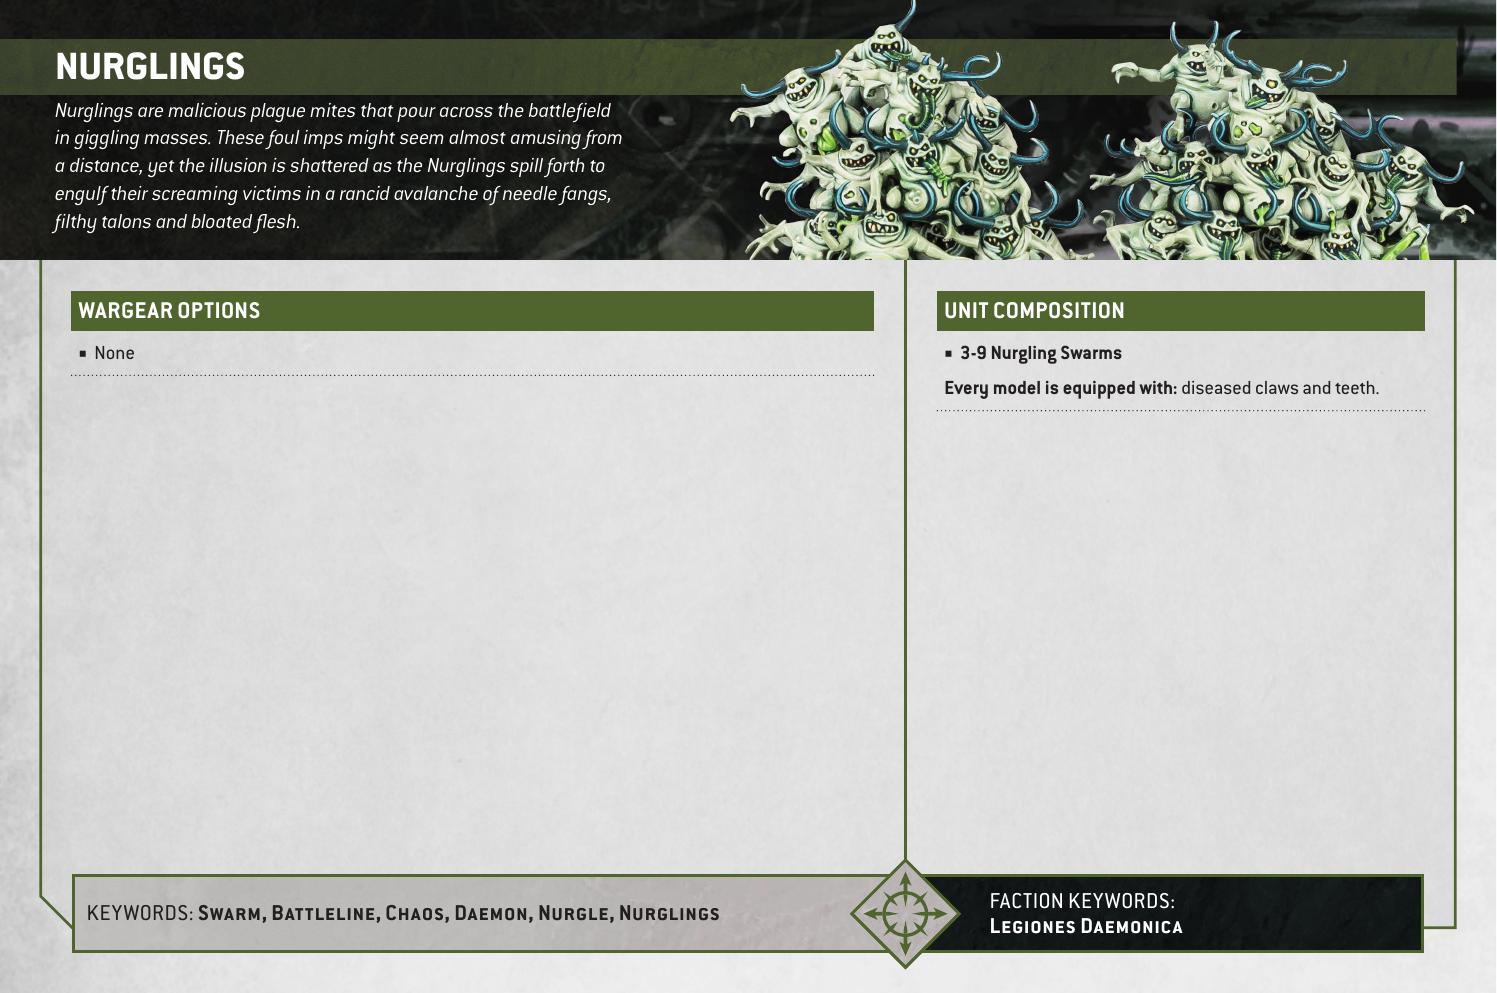 NURGLINGS
Nurglings are malicious plague mites that pour across the battlefield
in giggling masses. These foul imps might seem almost amusing from
a distance, yet the illusion is shattered as the Nurglings spill forth to
engulf their screaming victims in a rancid avalanche of needle fangs,
filthy talons and bloated flesh.
WARGEAR OPTIONS
▪ None
UNIT COMPOSITION
▪ 3-9 Nurgling Swarms
Every model is equipped with: diseased claws and teeth.
KEYWORDS: Swarm, Battleline, Chaos, Daemon, Nurgle, Nurglings
FACTION KEYWORDS:
Legiones Daemonica